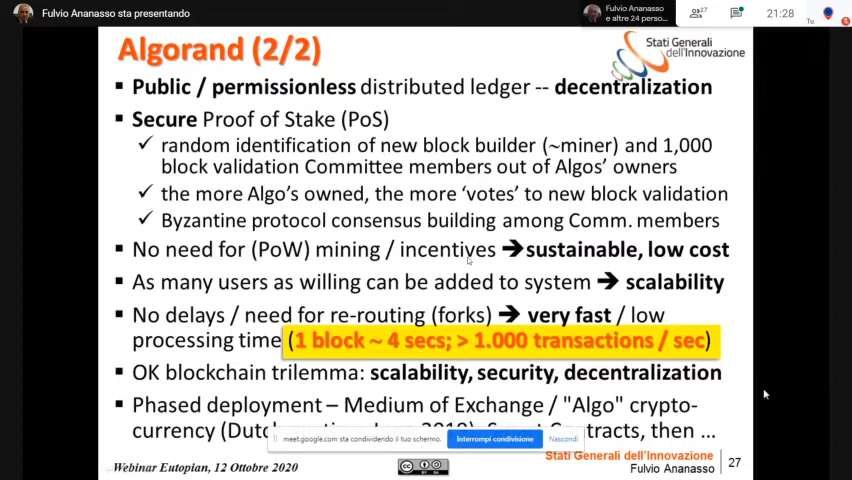 Fulvio Ananasso sta presentando
Fulvio Ananasso
e altre 24 perso...
27
21:28
Tu
Algorand (2/2)
Stati Generali
dell'Innovazione
▪ Public / permissionless distributed ledger -- decentralization
▪ Secure Proof of Stake (PoS)
✓ random identification of new block builder (~miner) and 1,000
block validation Committee members out of Algos' owners
✓ the more Algo's owned, the more 'votes' to new block validation
✓ Byzantine protocol consensus building among Comm. members
▪ No need for (PoW) mining / incentives ➔sustainable, low cost
▪ As many users as willing can be added to system ➔ scalability
▪ No delays / need for re-routing (forks) ➔ very fast / low
processing time (1 block ~ 4 secs; > 1.000 transactions / sec)
▪ OK blockchain trilemma: scalability, security, decentralization
▪ Phased deployment – Medium of Exchange / "Algo" crypto-
currency (Dutch 2019), Smart Contracts, then ...
meet.google.com sta condividendo il tuo schermo.
Interrompi condivisione
Nascondi
Webinar Eutopian, 12 Ottobre 2020
cc
BY SA
Stati Generali dell'Innovazione
Fulvio Ananasso
27